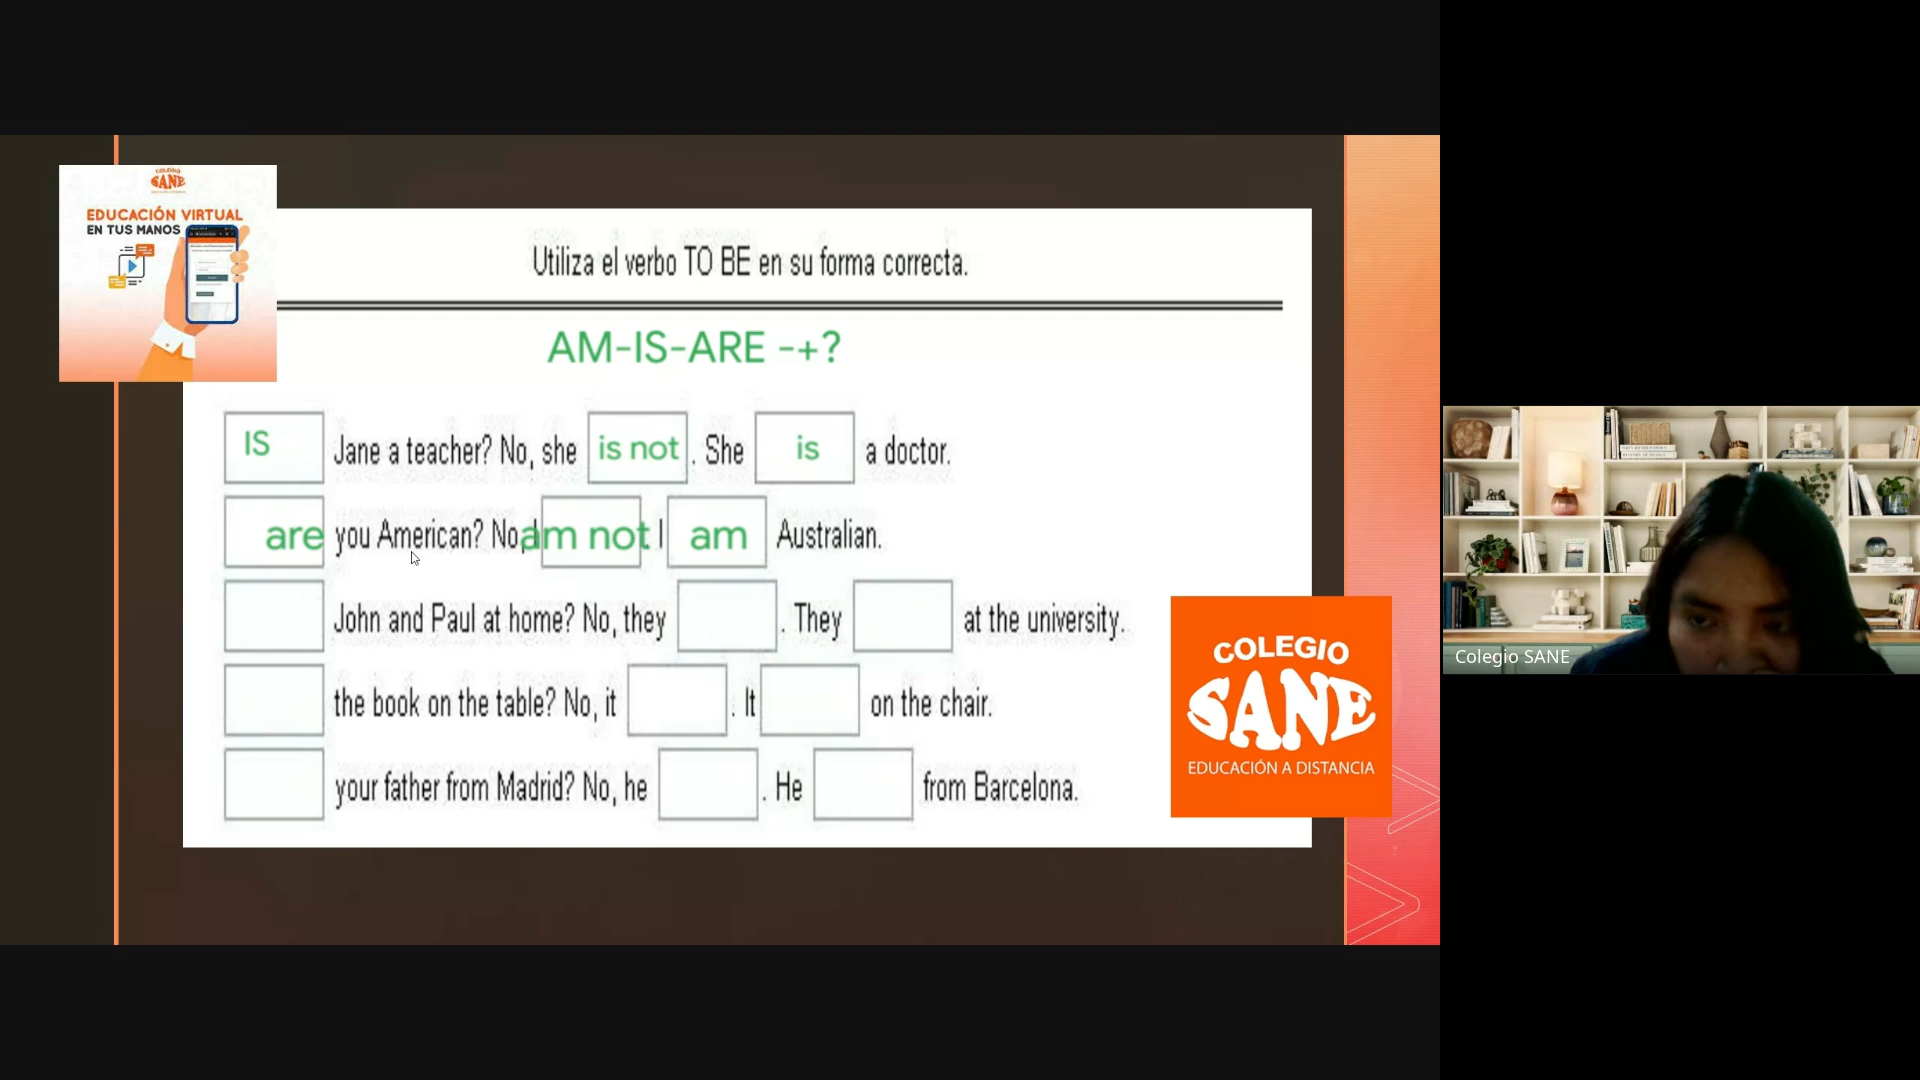 COLEGIO
SANE
EDUCACIÓN VIRTUAL
EN TUS MANOS
Utiliza el verbo TO BE en su forma correcta.
AM-IS-ARE -+?
IS Jane a teacher? No, she is not . She is a doctor.
are you American? No, I am not I am Australian.
John and Paul at home? No, they . They at the university.
the book on the table? No, it . It on the chair.
your father from Madrid? No, he . He from Barcelona.
COLEGIO
SANE
EDUCACIÓN A DISTANCIA
Colegio SANE